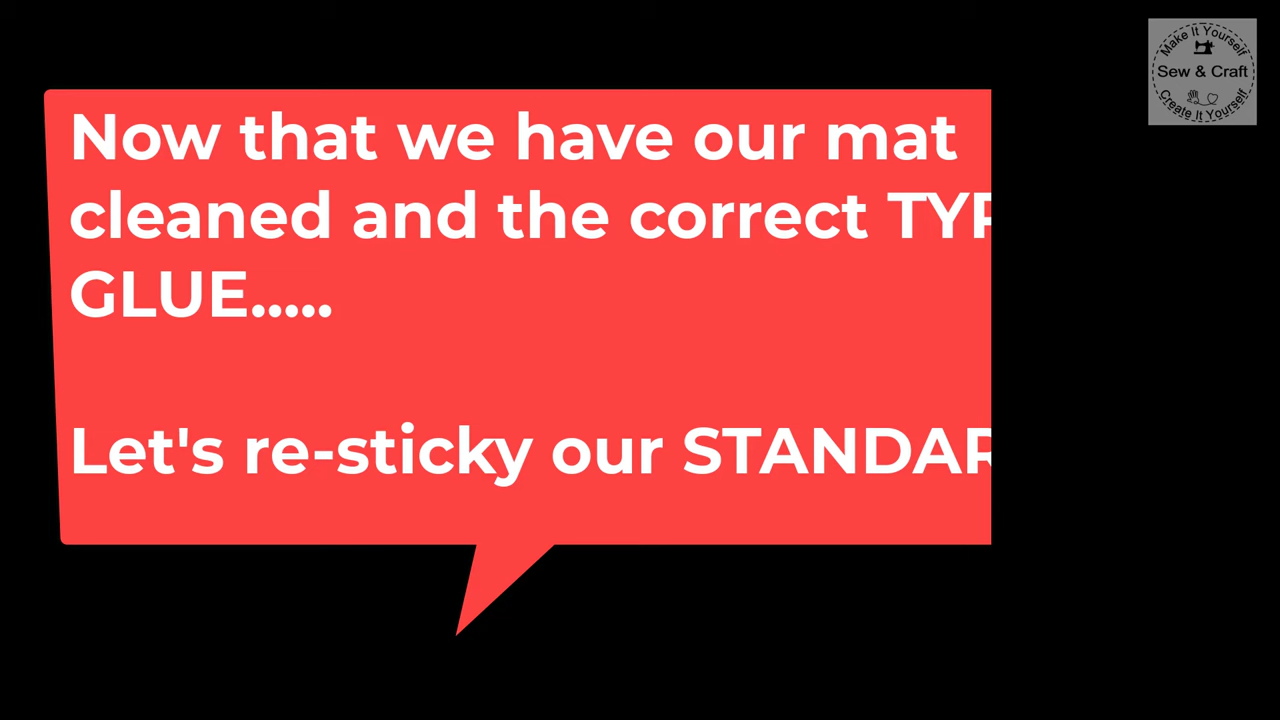 Now that we have our mat
cleaned and the correct
GLUE.....
Let's re-sticky our
Make It Yourself
Sew & Craft
Create It Yourself